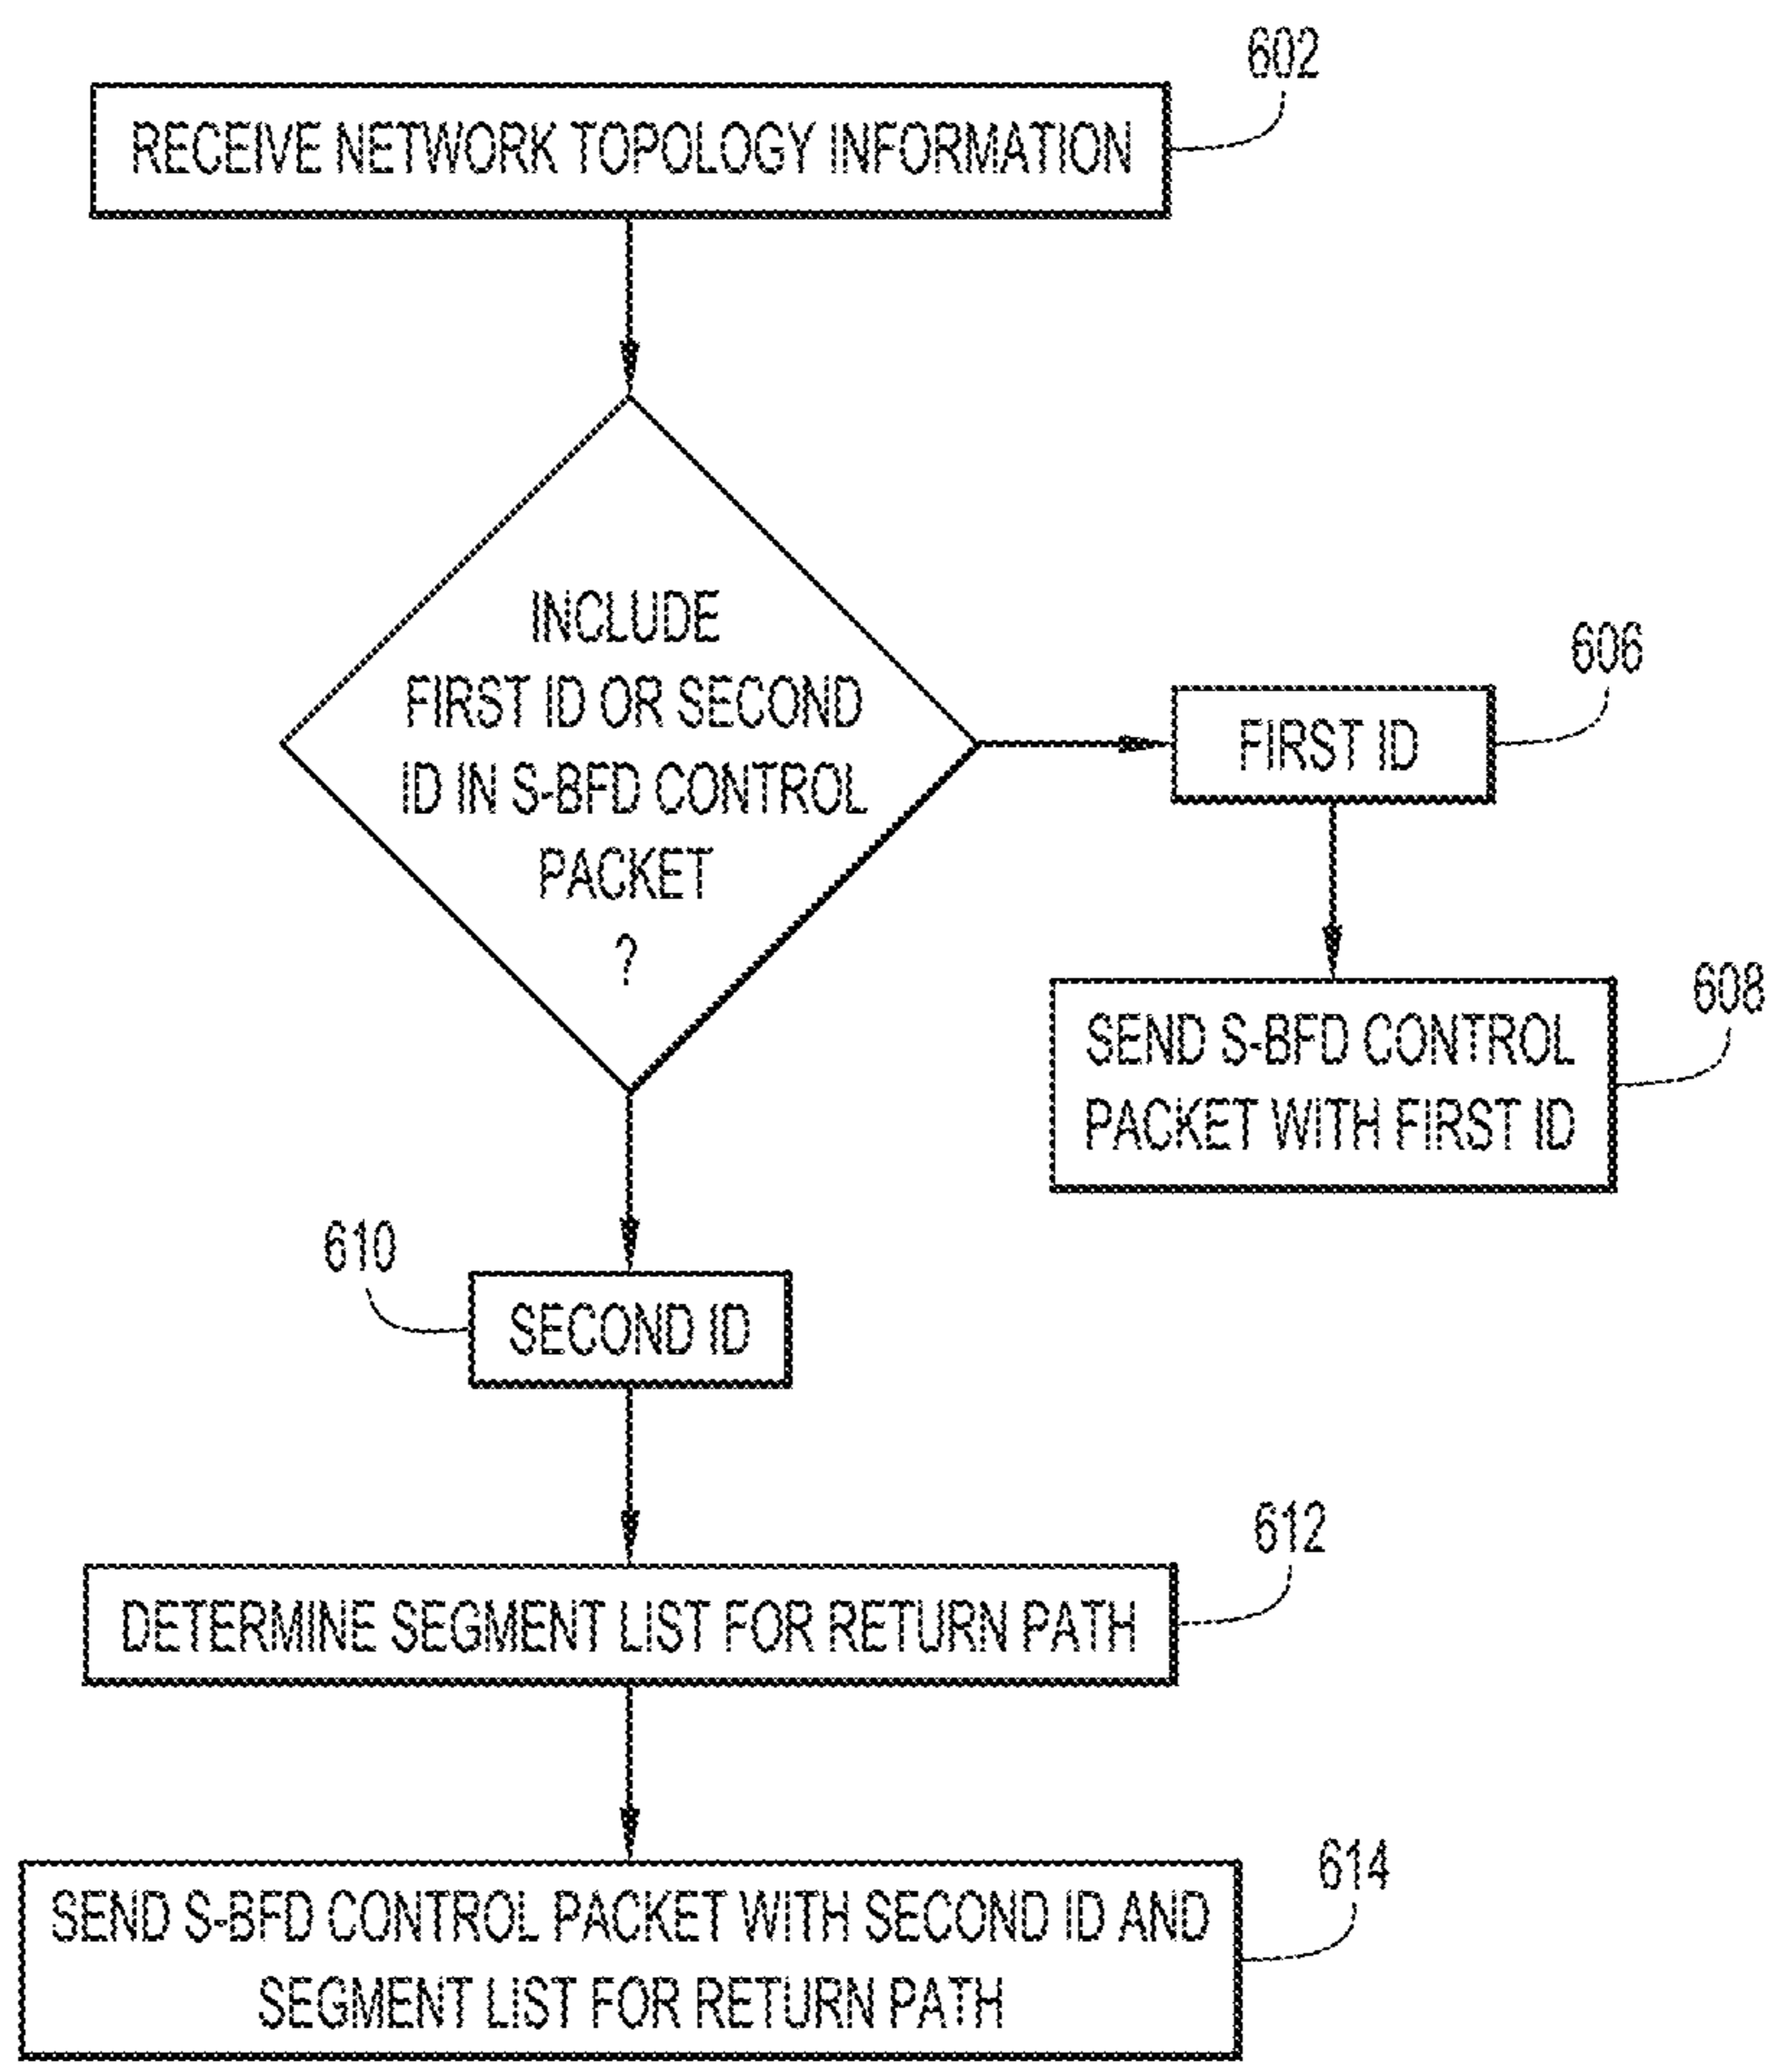 602
RECEIVE NETWORK TOPOLOGY INFORMATION
INCLUDE
FIRST ID OR SECOND
ID IN S-BFD CONTROL
PACKET
?
606
FIRST ID
608
SEND S-BFD CONTROL
PACKET WITH FIRST ID
610
SECOND ID
612
DETERMINE SEGMENT LIST FOR RETURN PATH
614
SEND S-BFD CONTROL PACKET WITH SECOND ID AND
SEGMENT LIST FOR RETURN PATH